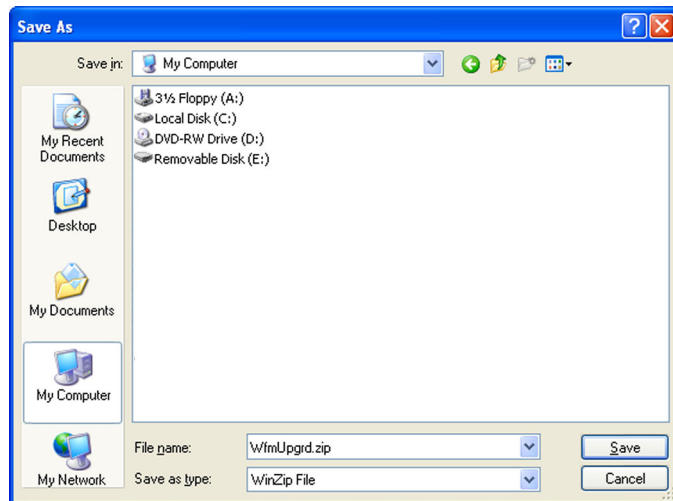 Save As
Save in: My Computer
3½ Floppy (A:)
Local Disk (C:)
DVD-RW Drive (D:)
Removable Disk (E:)
My Recent
Documents
Desktop
My Documents
My Computer
My Network
File name: WfmUpgrd.zip Save
Save as type: WinZip File Cancel